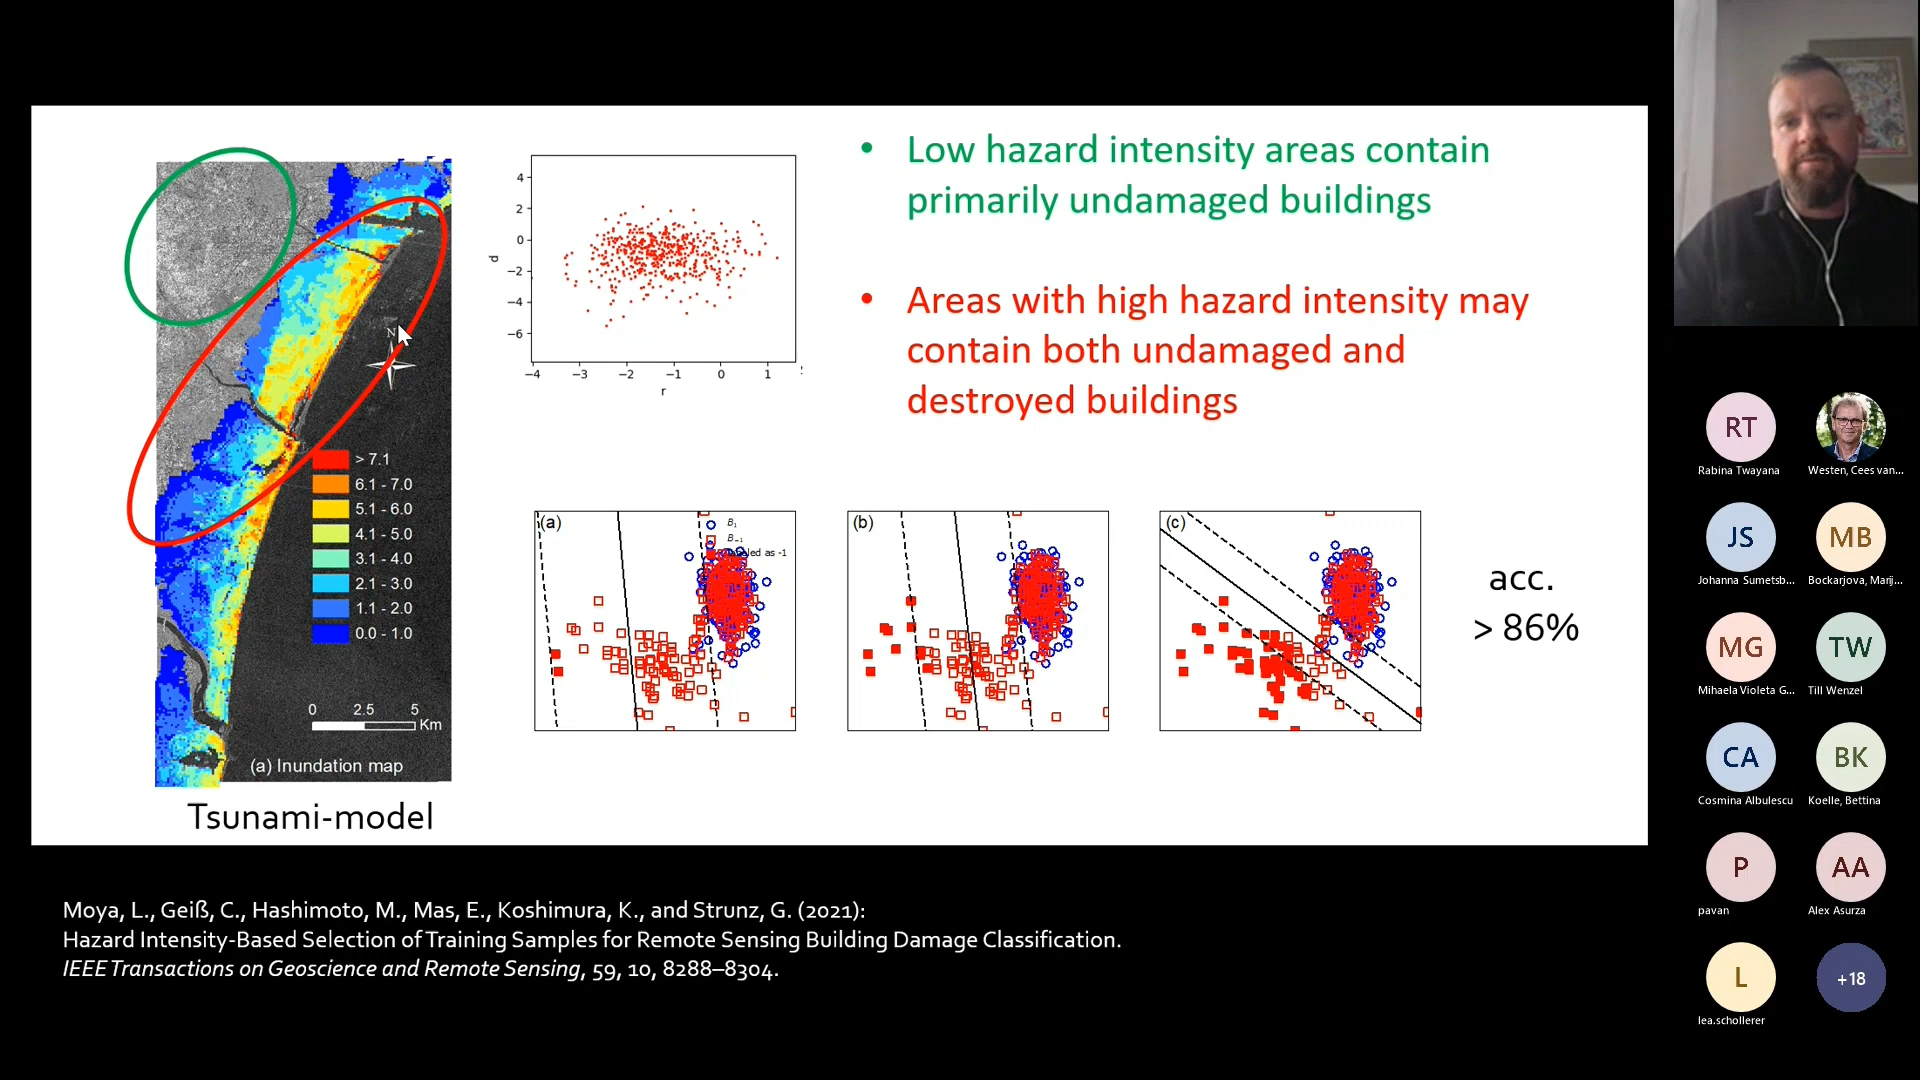 Low hazard intensity areas contain
primarily undamaged buildings
Areas with high hazard intensity may
contain both undamaged and
destroyed buildings
N
> 7.1
6.1 - 7.0
5.1 - 6.0
4.1 - 5.0
3.1 - 4.0
2.1 - 3.0
1.1 - 2.0
0.0 - 1.0
0 2.5 5
Km
(a) Inundation map
Tsunami-model
4
2
0
−2
−4
−6
d
−4 −3 −2 −1 0 1
r
(a)
B₁
B₋₁
as -1
(b)
(c)
acc.
> 86%
Moya, L., Geiß, C., Hashimoto, M., Mas, E., Koshimura, K., and Strunz, G. (2021):
Hazard Intensity-Based Selection of Training Samples for Remote Sensing Building Damage Classification.
IEEE Transactions on Geoscience and Remote Sensing, 59, 10, 8288–8304.
RT
Rabina Twayana
Westen, Cees van...
JS
Johanna Sumetsb...
MB
Bockarjova, Marij...
MG
Mihaela Violeta G...
TW
Till Wenzel
CA
Cosmina Albulescu
BK
Koelle, Bettina
P
pavan
AA
Alex Asurza
L
lea.schollerer
+18